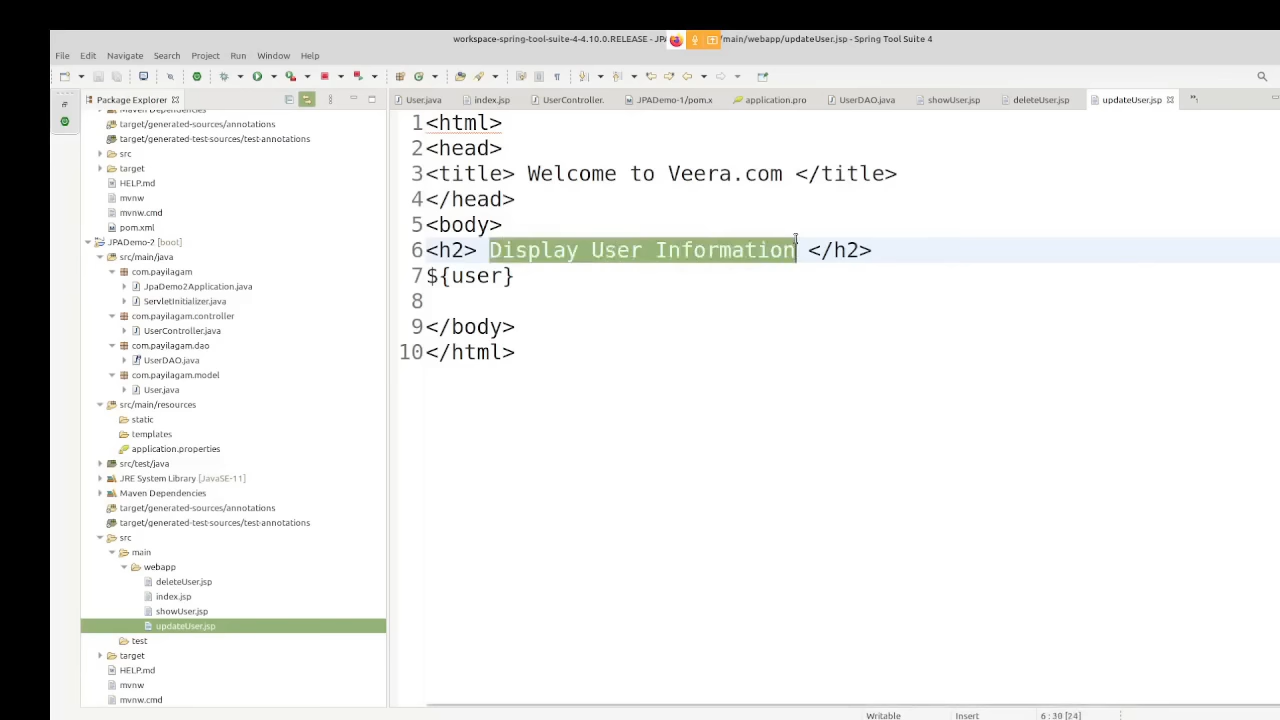 workspace-spring-tool-suite-4-4.10.0.RELEASE - JPA /main/webapp/updateUser.jsp - Spring Tool Suite 4
File Edit Navigate Search Project Run Window Help
Package Explorer
User.java index.jsp UserController. JPADemo-1/pom.x application.pro UserDAO.java showUser.jsp deleteUser.jsp updateUser.jsp
target/generated-sources/annotations
target/generated-test-sources/test-annotations
src
target
HELP.md
mvnw
mvnw.cmd
pom.xml
JPADemo-2 [boot]
src/main/java
com.payilagam
JpaDemo2Application.java
ServletInitializer.java
com.payilagam.controller
UserController.java
com.payilagam.dao
UserDAO.java
com.payilagam.model
User.java
src/main/resources
static
templates
application.properties
src/test/java
JRE System Library [JavaSE-11]
Maven Dependencies
target/generated-sources/annotations
target/generated-test-sources/test-annotations
src
main
webapp
deleteUser.jsp
index.jsp
showUser.jsp
updateUser.jsp
test
target
HELP.md
mvnw
mvnw.cmd
1 <html>
2 <head>
3 <title> Welcome to Veera.com </title>
4 </head>
5 <body>
6 <h2> Display User Information </h2>
7 ${user}
8
9 </body>
10 </html>
Writable Insert 6 : 30 [24]